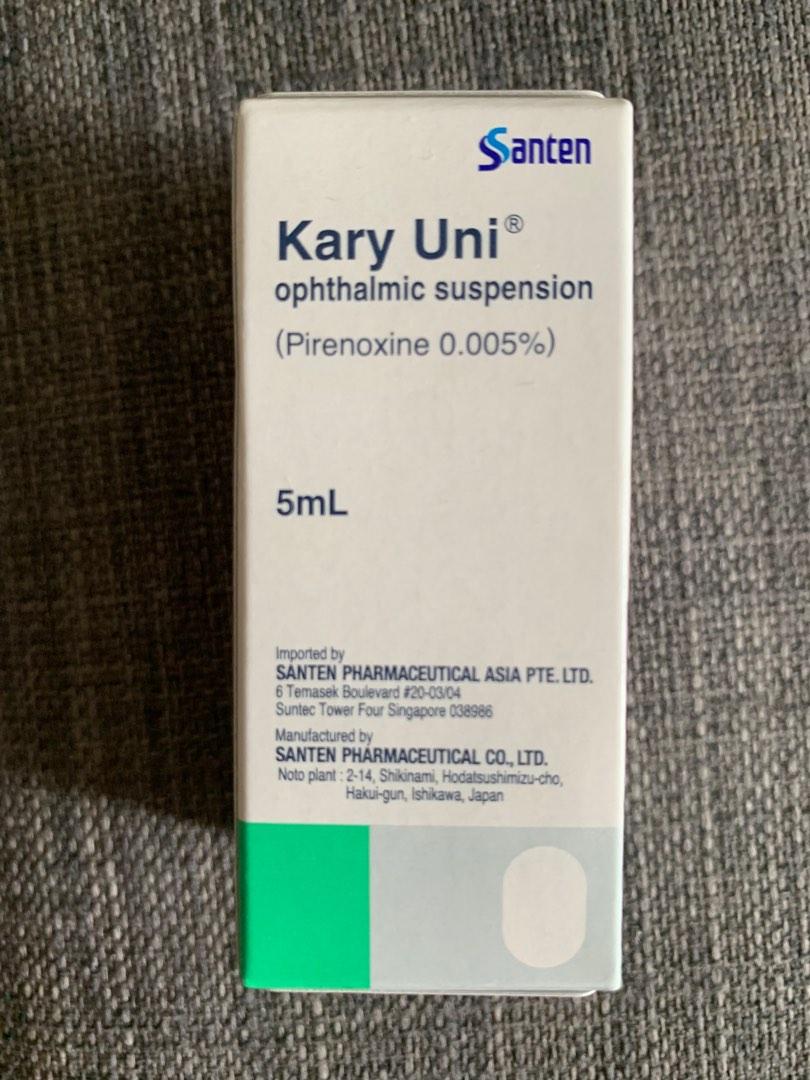 Santen
Kary Uni®
ophthalmic suspension
(Pirenoxine 0.005%)
5mL
Imported by
SANTEN PHARMACEUTICAL ASIA PTE. LTD.
6 Temasek Boulevard #20-03/04
Suntec Tower Four Singapore 038986
Manufactured by
SANTEN PHARMACEUTICAL CO., LTD.
Noto plant : 2-14, Shikinami, Hodatsushimizu-cho,
Hakui-gun, Ishikawa, Japan